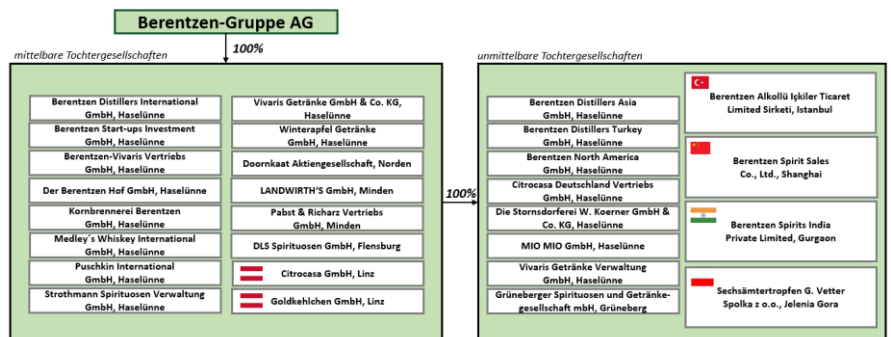 Berentzen-Gruppe AG
100%
mittelbare Tochtergesellschaften
Berentzen Distillers International
GmbH, Haselünne
Berentzen Start-ups Investment
GmbH, Haselünne
Berentzen-Vivaris Vertriebs
GmbH, Haselünne
Der Berentzen Hof GmbH, Haselünne
Kornbrennerei Berentzen
GmbH, Haselünne
Medley´s Whiskey International
GmbH, Haselünne
Puschkin International
GmbH, Haselünne
Strothmann Spirituosen Verwaltung
GmbH, Haselünne
Vivaris Getränke GmbH & Co. KG,
Haselünne
Winterapfel Getränke
GmbH, Haselünne
Doornkaat Aktiengesellschaft, Norden
LANDWIRTH'S GmbH, Minden
Pabst & Richarz Vertriebs
GmbH, Minden
DLS Spirituosen GmbH, Flensburg
Citrocasa GmbH, Linz
Goldkehlchen GmbH, Linz
100%
unmittelbare Tochtergesellschaften
Berentzen Distillers Asia
GmbH, Haselünne
Berentzen Distillers Turkey
GmbH, Haselünne
Berentzen North America
GmbH, Haselünne
Citrocasa Deutschland Vertriebs
GmbH, Haselünne
Die Stornsdorferei W. Koerner GmbH &
Co. KG, Haselünne
MIO MIO GmbH, Haselünne
Vivaris Getränke Verwaltung
GmbH, Haselünne
Grüneberger Spirituosen und Getränke-
gesellschaft mbH, Grüneberg
Berentzen Alkollü Içkiler Ticaret
Limited Sirketi, Istanbul
Berentzen Spirit Sales
Co., Ltd., Shanghai
Berentzen Spirits India
Private Limited, Gurgaon
Sechsämtertropfen G. Vetter
Spolka z o.o., Jelenia Gora